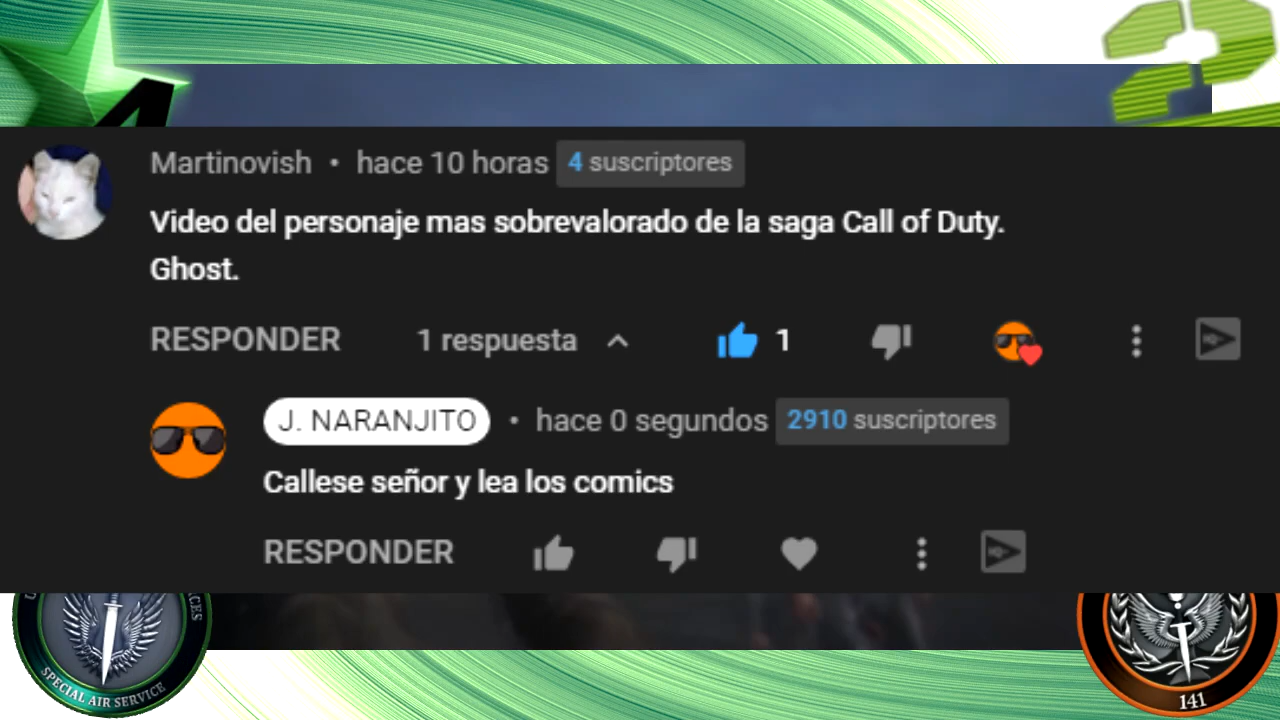 4
2
Martinovish • hace 10 horas 4 suscriptores
Video del personaje mas sobrevalorado de la saga Call of Duty.
Ghost.
RESPONDER 1 respuesta 1
J. NARANJITO • hace 0 segundos 2910 suscriptores
Callese señor y lea los comics
RESPONDER
SPECIAL AIR SERVICE
141